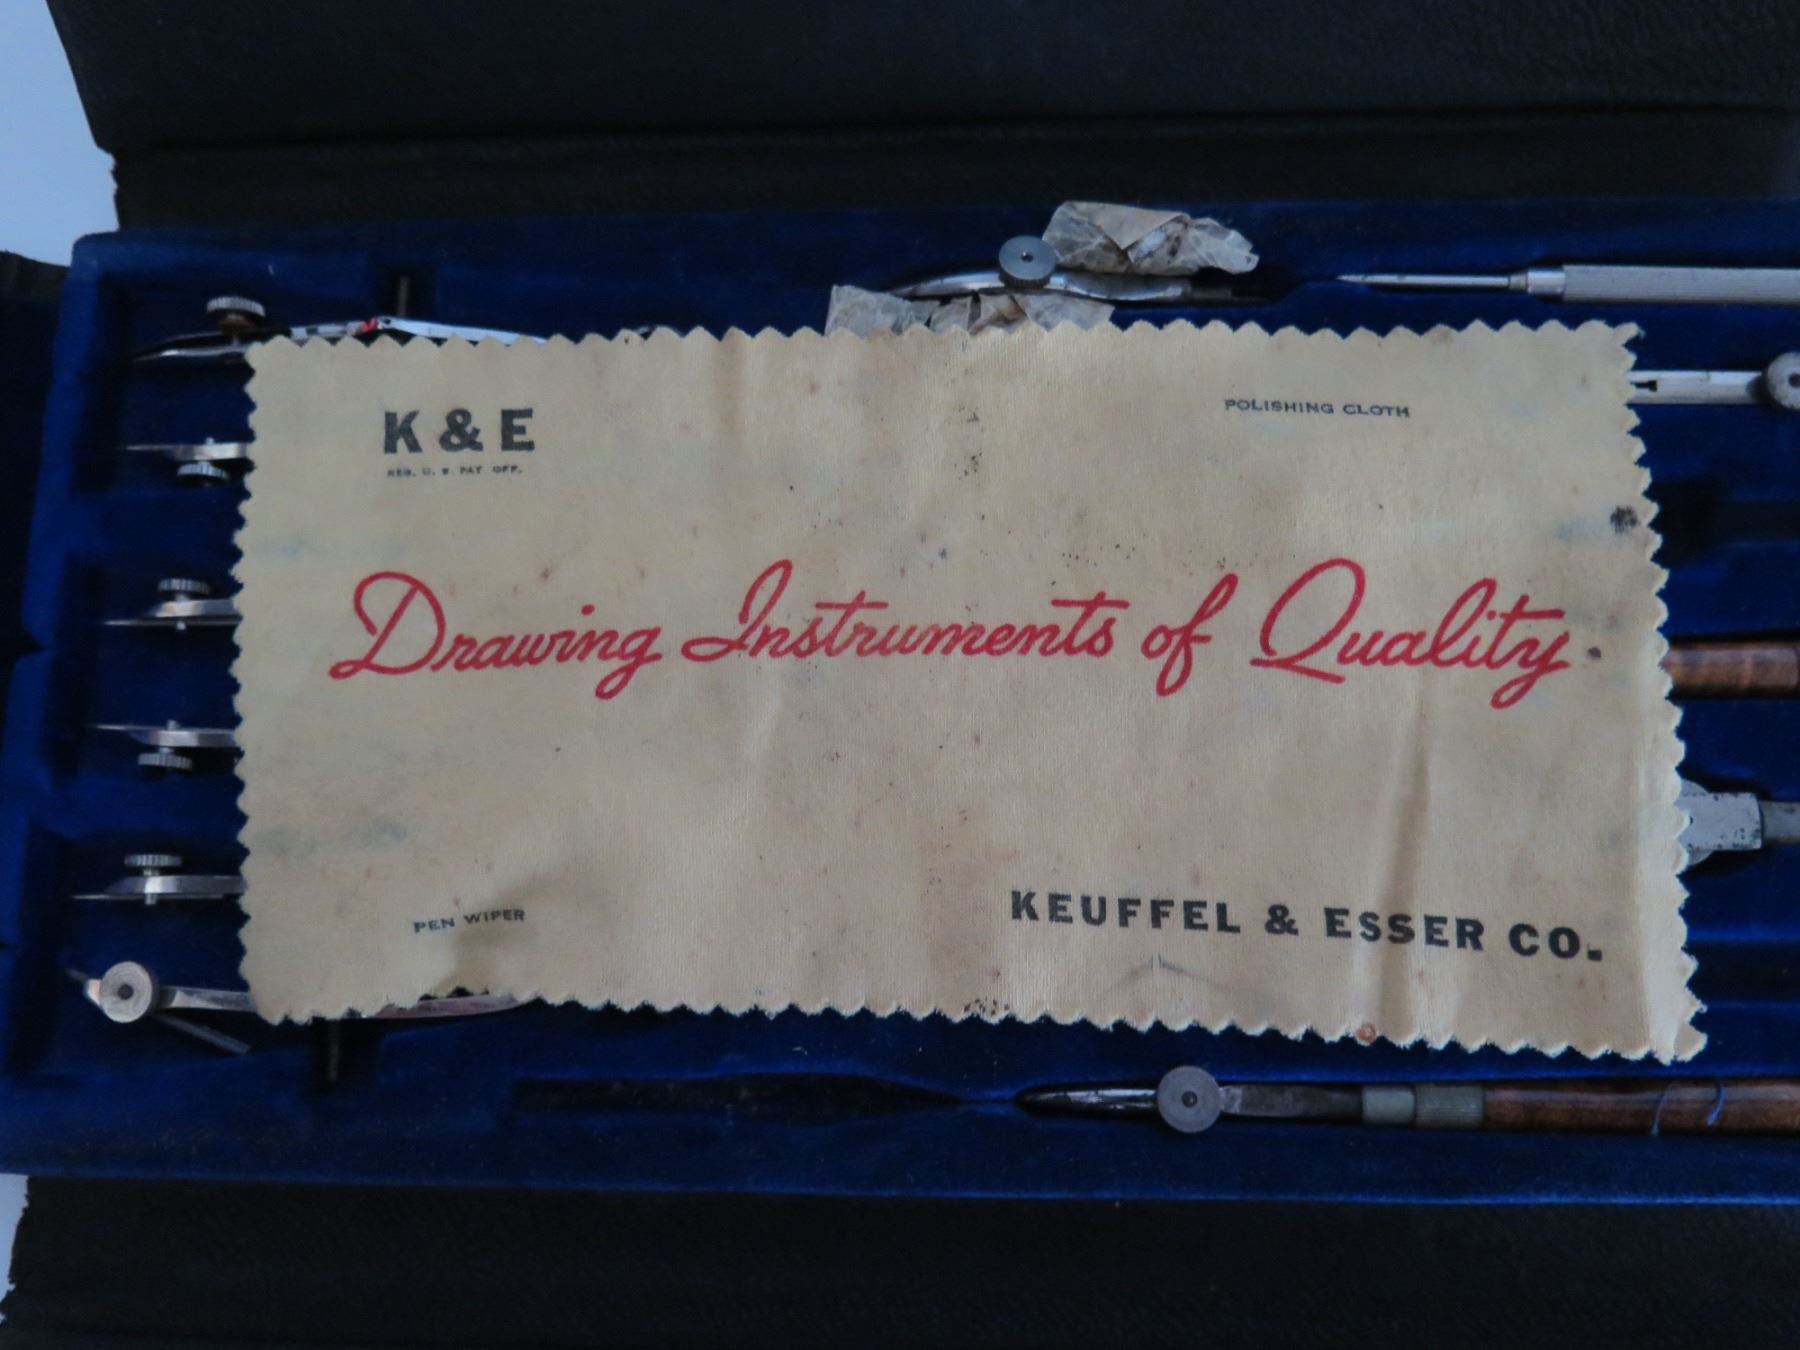 K & E
REG. U. S. PAT OFF.
POLISHING CLOTH
Drawing Instruments of Quality.
PEN WIPER
KEUFFEL & ESSER CO.